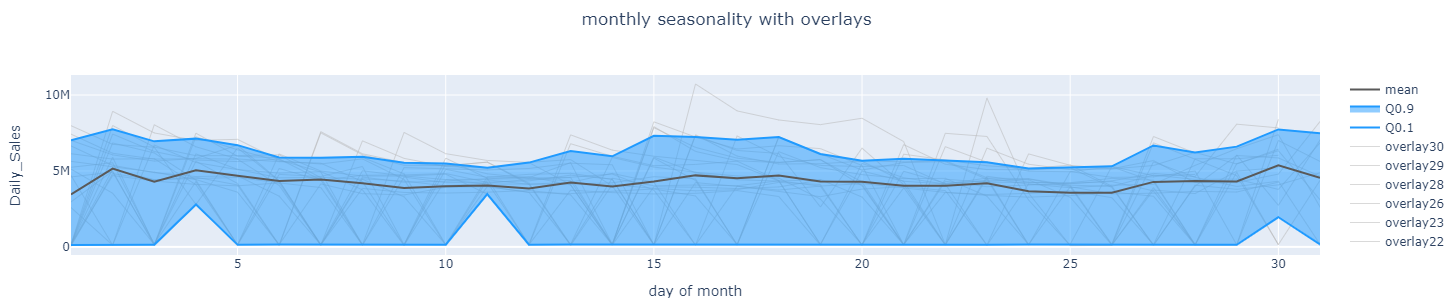 monthly seasonality with overlays
Daily_Sales
10M
5M
0
5
10
15
20
25
30
day of month
mean
Q0.9
Q0.1
overlay30
overlay29
overlay28
overlay26
overlay23
overlay22